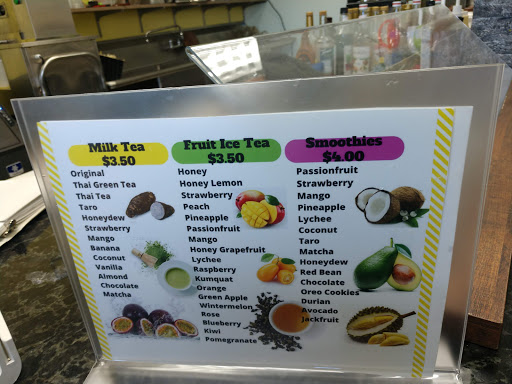 Milk Tea
$3.50
Original
Thai Green Tea
Thai Tea
Taro
Honeydew
Strawberry
Mango
Banana
Coconut
Vanilla
Almond
Chocolate
Matcha
Fruit Ice Tea
$3.50
Honey
Honey Lemon
Strawberry
Peach
Pineapple
Passionfruit
Mango
Honey Grapefruit
Lychee
Raspberry
Kumquat
Orange
Green Apple
Wintermelon
Rose
Blueberry
Kiwi
Pomegranate
Smoothies
$4.00
Passionfruit
Strawberry
Mango
Pineapple
Lychee
Coconut
Taro
Matcha
Honeydew
Red Bean
Chocolate
Oreo Cookies
Durian
Avocado
Jackfruit